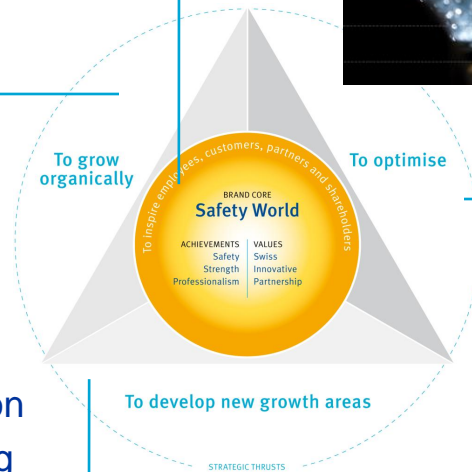 To inspire employees, customers, partners and shareholders
To grow
organically
To optimise
BRAND CORE
Safety World
ACHIEVEMENTS VALUES
Safety Swiss
Strength Innovative
Professionalism Partnership
To develop new growth areas
STRATEGIC THRUSTS